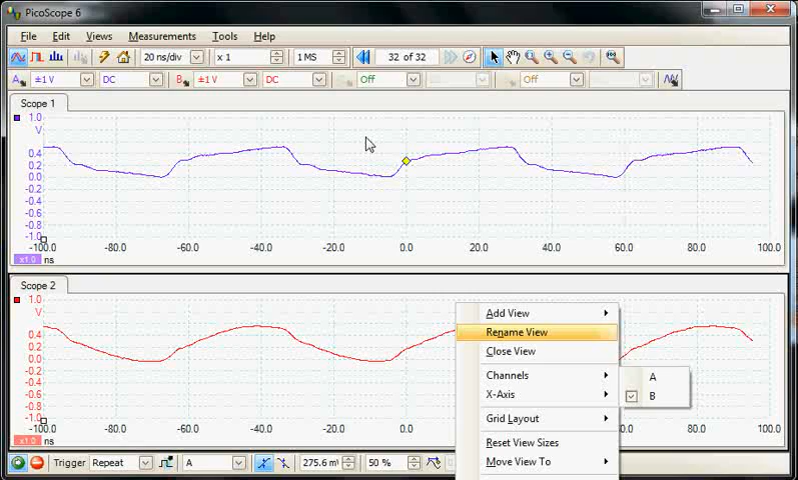 PicoScope 6
File Edit Views Measurements Tools Help
20 ns/div x 1 1 MS 32 of 32
A ±1 V DC B ±1 V DC Off Off
Scope 1
1.0
V
0.4
0.2
0.0
-0.2
-0.4
-0.6
-0.8
-1.0
-100.0 -80.0 -60.0 -40.0 -20.0 0.0 20.0 40.0 60.0 80.0 100.0
x1.0 ns
Scope 2
1.0
V
0.4
0.2
0.0
-0.2
-0.4
-0.6
-0.8
-1.0
-100.0 -80.0 -60.0 -40.0 -20.0 0.0 80.0 100.0
x1.0 ns
Add View
Rename View
Close View
Channels
X-Axis
Grid Layout
Reset View Sizes
Move View To
A
B
Trigger Repeat A 275.6 m 50 %